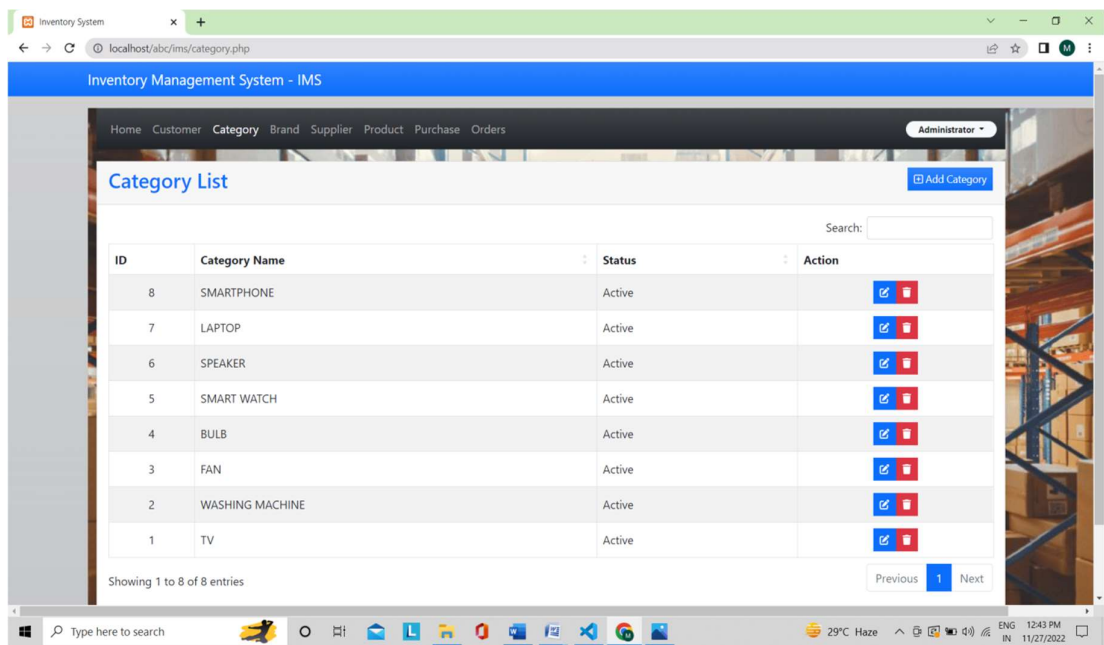 Inventory System
localhost/abc/ims/category.php
M
Inventory Management System - IMS
Home Customer Category Brand Supplier Product Purchase Orders Administrator
Category List Add Category
Search:
ID Category Name Status Action
8 SMARTPHONE Active
7 LAPTOP Active
6 SPEAKER Active
5 SMART WATCH Active
4 BULB Active
3 FAN Active
2 WASHING MACHINE Active
1 TV Active
Showing 1 to 8 of 8 entries Previous 1 Next
Type here to search L 29°C Haze ENG 12:43 PM
IN 11/27/2022